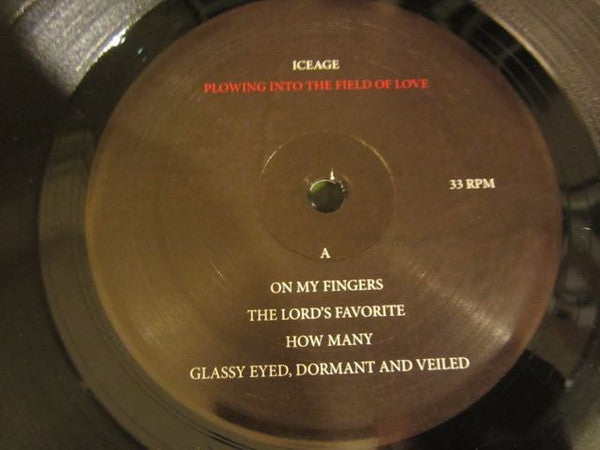 ICEAGE
PLOWING INTO THE FIELD OF LOVE
33 RPM
A
ON MY FINGERS
THE LORD'S FAVORITE
HOW MANY
GLASSY EYED, DORMANT AND VEILED